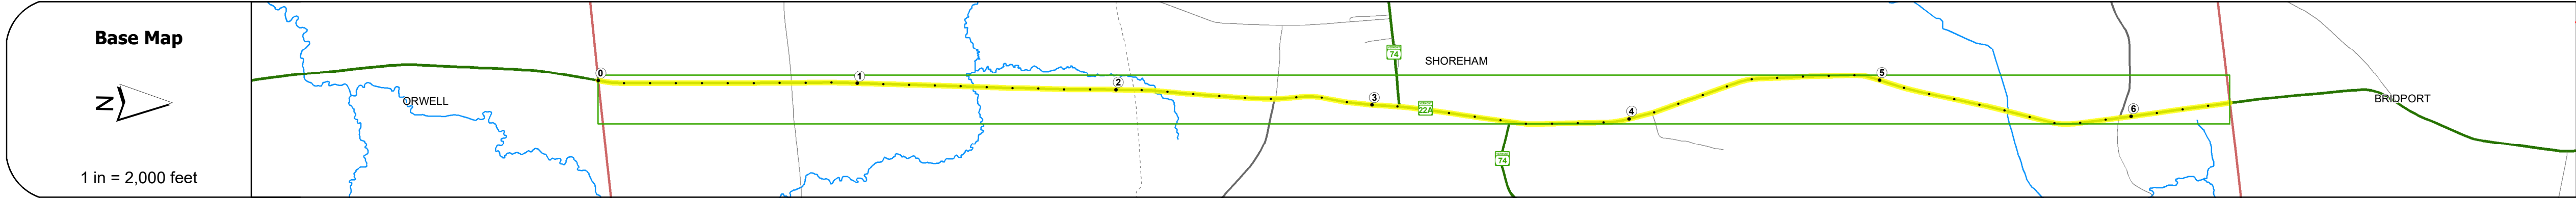 Base Map
N
1 in = 2,000 feet
ORWELL
0
1
2
3
74
SHOREHAM
22A
74
4
5
6
BRIDPORT